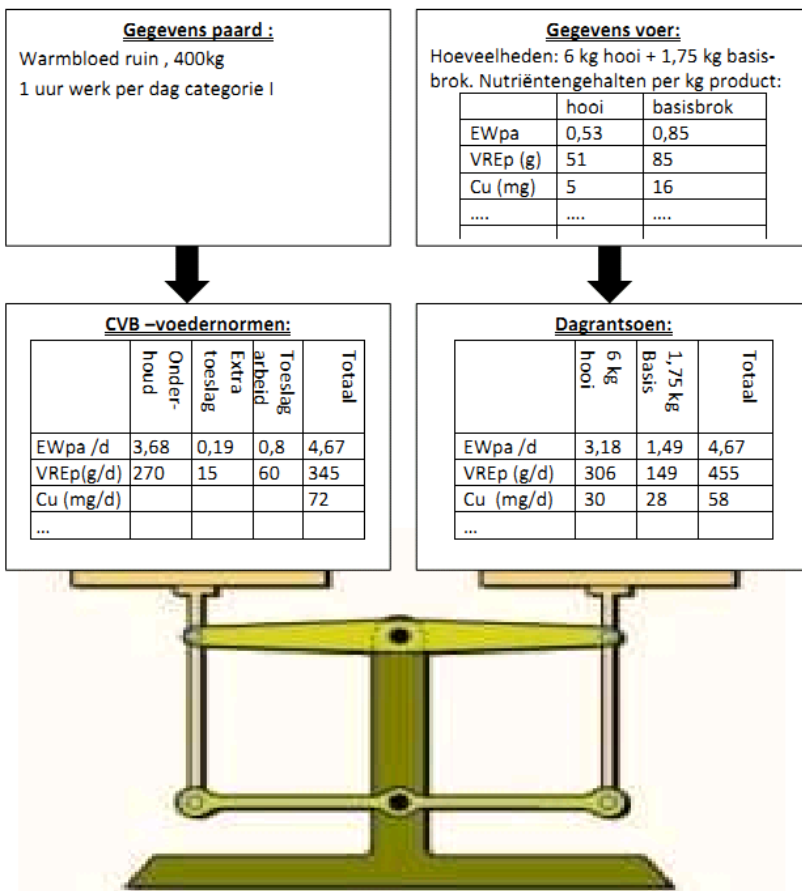 Gegevens paard :
Warmbloed ruin , 400kg
1 uur werk per dag categorie I
Gegevens voer:
Hoeveelheden: 6 kg hooi + 1,75 kg basis-
brok. Nutriëntengehalten per kg product:
hooi basisbrok
EWpa 0,53 0,85
VREp (g) 51 85
Cu (mg) 5 16
.... .... ....
CVB –voedernormen:
Onder-
houd
Extra
toeslag
Toeslag
arbeid
Totaal
EWpa /d 3,68 0,19 0,8 4,67
VREp(g/d) 270 15 60 345
Cu (mg/d) 72
...
Dagrantsoen:
6 kg
hooi
1,75 kg
Basis
Totaal
EWpa /d 3,18 1,49 4,67
VREp (g/d) 306 149 455
Cu (mg/d) 30 28 58
...